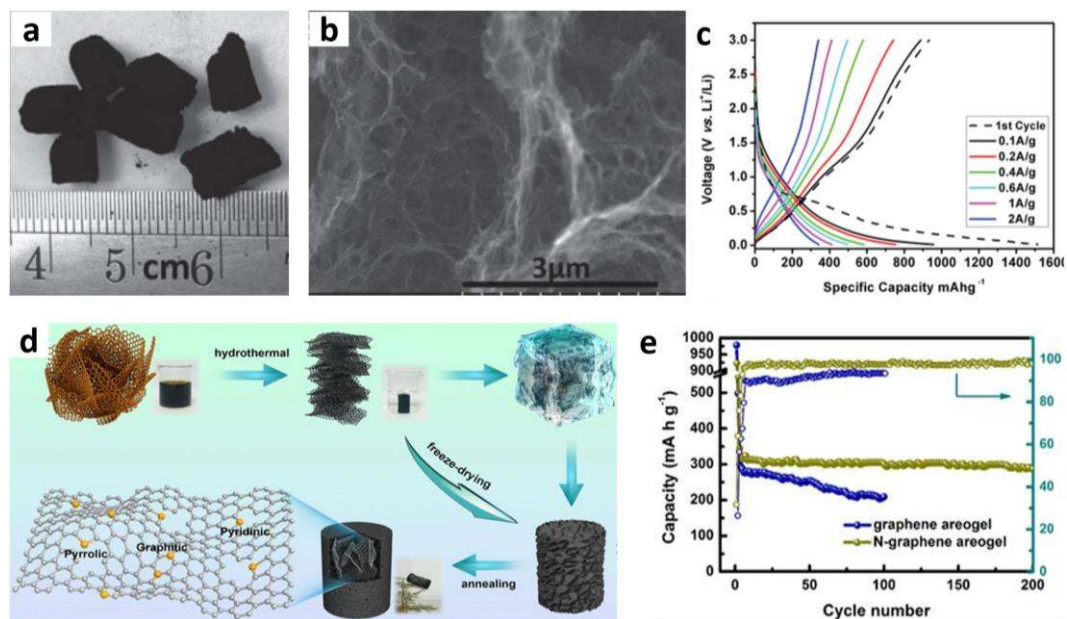 a
4 5 cm 6
b
3μm
c
Voltage (V vs. Li⁺/Li)
3.0
2.5
2.0
1.5
1.0
0.5
0.0
1st Cycle
0.1A/g
0.2A/g
0.4A/g
0.6A/g
1A/g
2A/g
0 200 400 600 800 1000 1200 1400 1600
Specific Capacity mAhg⁻¹
d
hydrothermal
freeze-drying
Pyrrolic
Graphitic
Pyridinic
annealing
e
Capacity (mA h g⁻¹)
1000
950
900
500
400
300
200
100
0
100
80
60
40
20
0
graphene areogel
N-graphene areogel
0 50 100 150 200
Cycle number